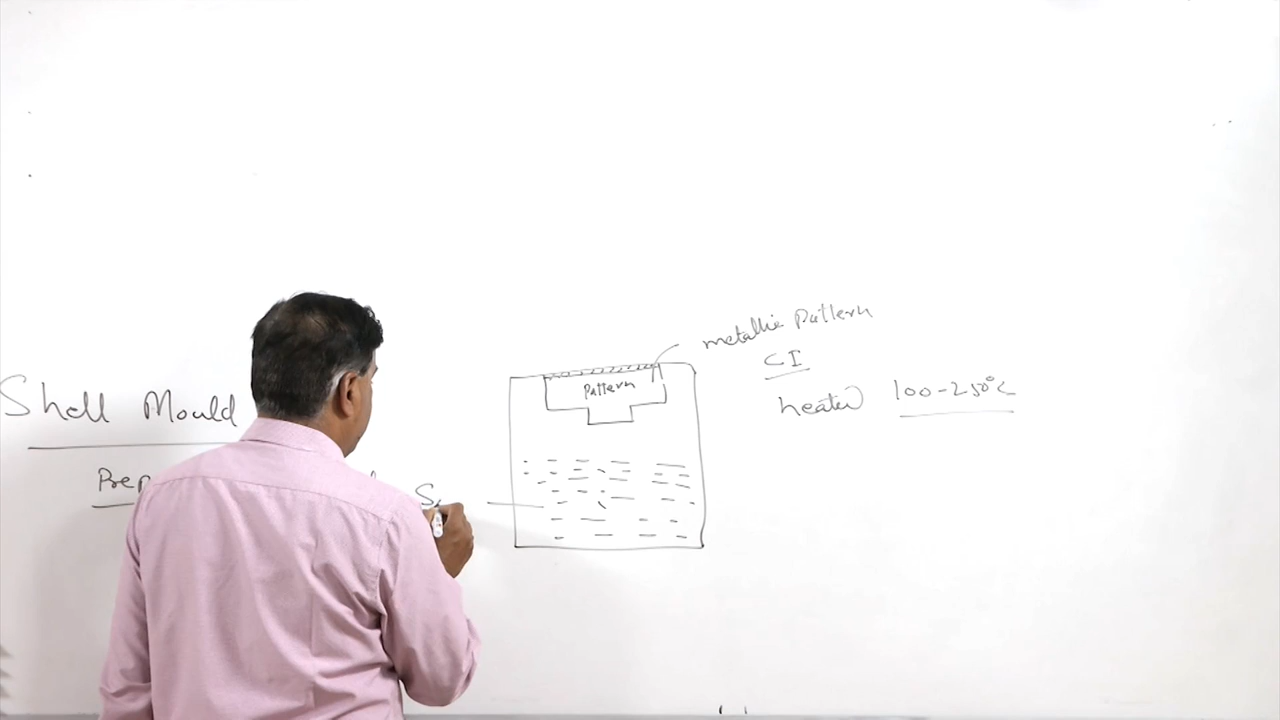 Shell Mould
Pattern
metallic Pattern
CI
heated 100-250°C